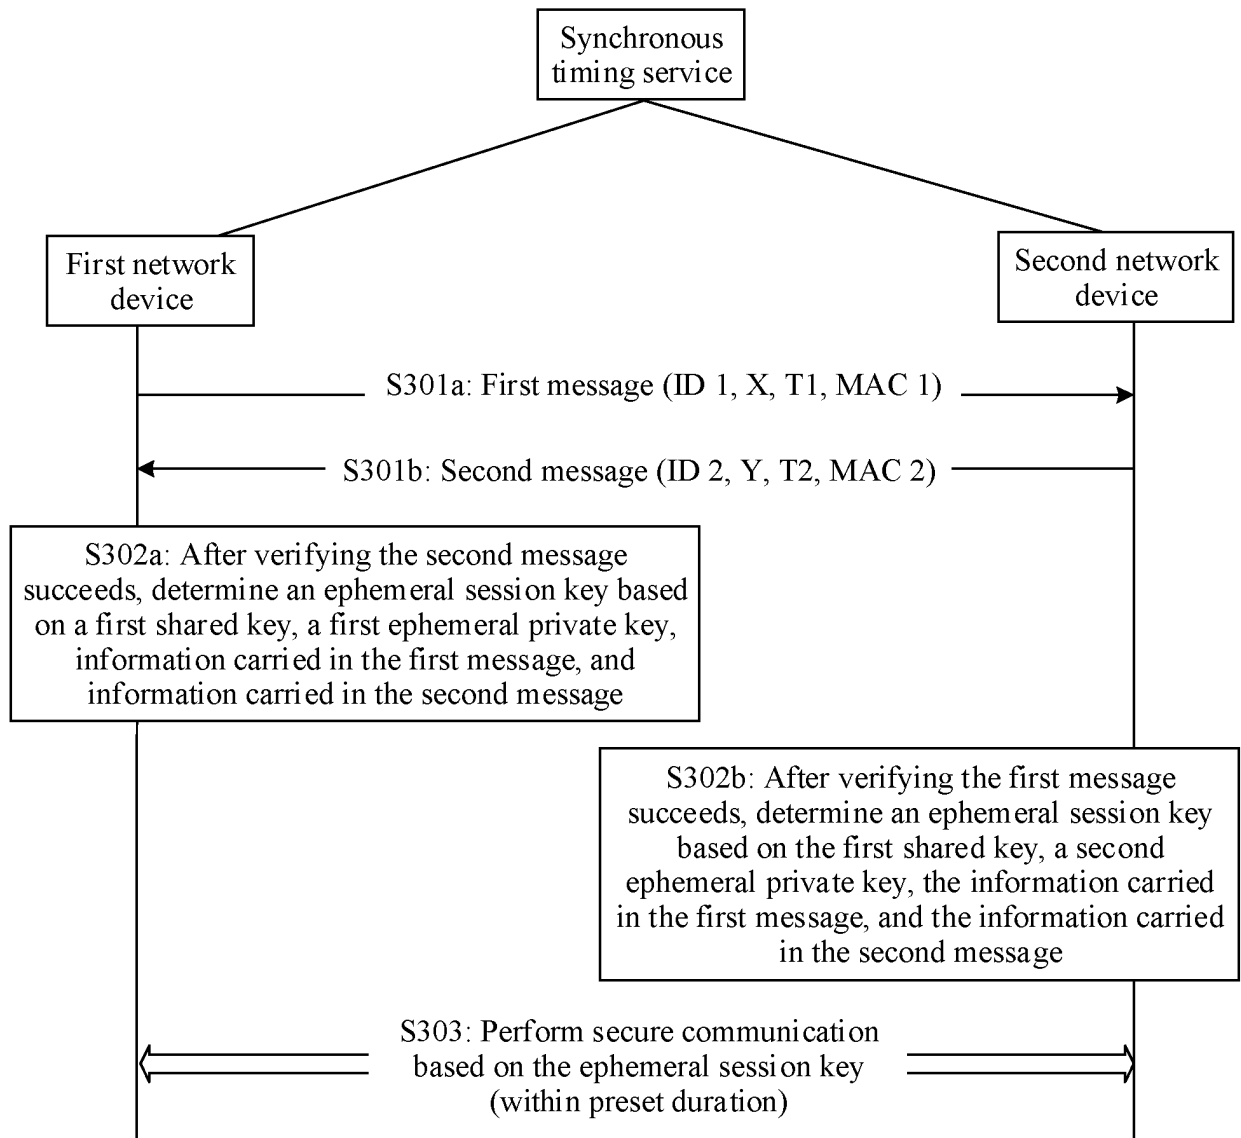 Synchronous
timing service
First network
device
Second network
device
S301a: First message (ID 1, X, T1, MAC 1)
S301b: Second message (ID 2, Y, T2, MAC 2)
S302a: After verifying the second message
succeeds, determine an ephemeral session key based
on a first shared key, a first ephemeral private key,
information carried in the first message, and
information carried in the second message
S302b: After verifying the first message
succeeds, determine an ephemeral session key
based on the first shared key, a second
ephemeral private key, the information carried
in the first message, and the information carried
in the second message
S303: Perform secure communication
based on the ephemeral session key
(within preset duration)